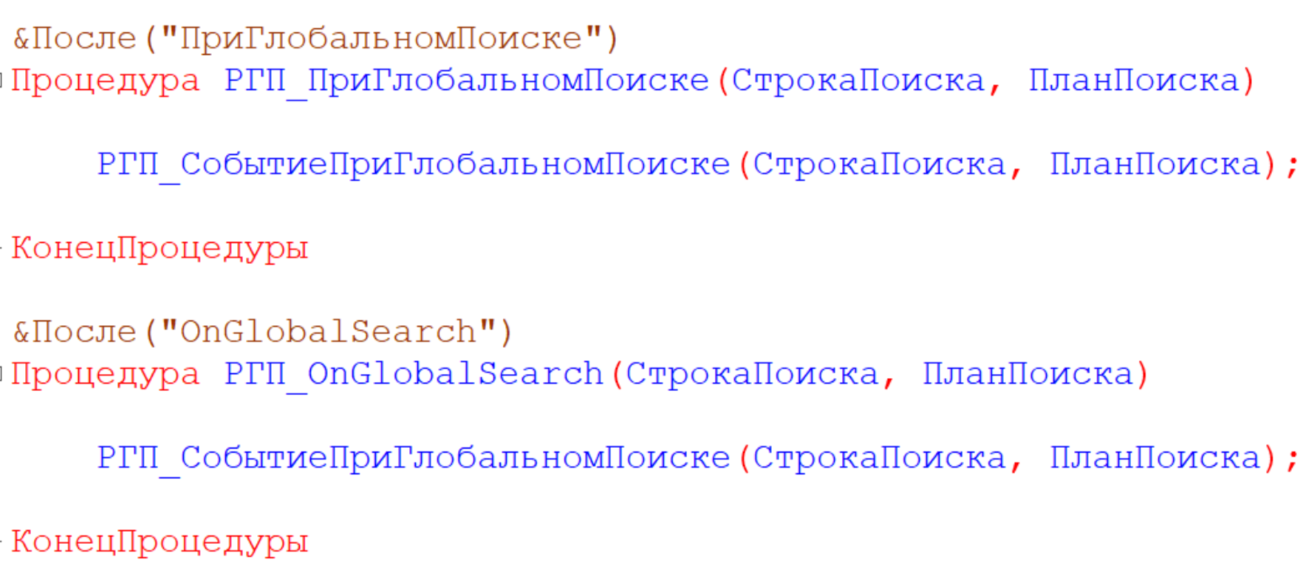 &После("ПриГлобальномПоиске")
Процедура РГП_ПриГлобальномПоиске(СтрокаПоиска, ПланПоиска)
РГП_СобытиеПриГлобальномПоиске(СтрокаПоиска, ПланПоиска);
КонецПроцедуры
&После("OnGlobalSearch")
Процедура РГП_OnGlobalSearch(СтрокаПоиска, ПланПоиска)
РГП_СобытиеПриГлобальномПоиске(СтрокаПоиска, ПланПоиска);
КонецПроцедуры